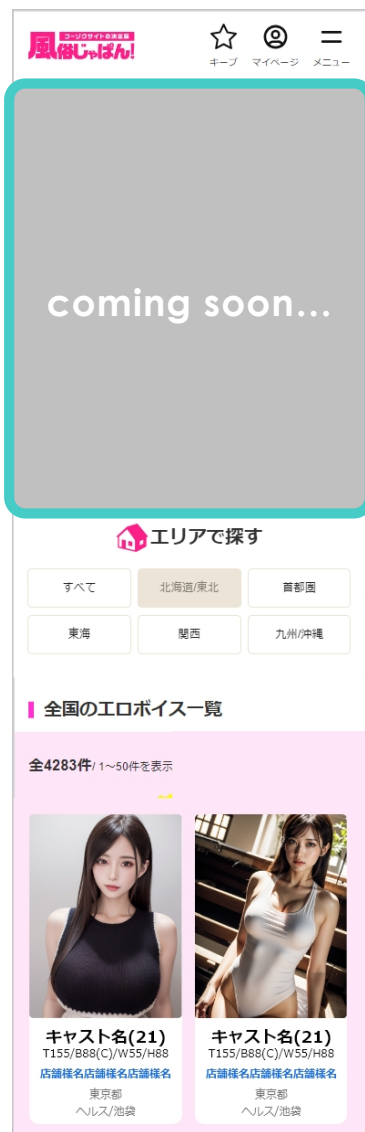 フーゾクサイトの決定版
風俗じゃぱん!
キープ マイページ メニュー
coming soon...
エリアで探す
すべて 北海道/東北 首都圏
東海 関西 九州/沖縄
全国のエロボイス一覧
全4283件/ 1～50件を表示
キャスト名(21) キャスト名(21)
T155/B88(C)/W55/H88 T155/B88(C)/W55/H88
店舗様名店舗様名店舗様名 店舗様名店舗様名店舗様名
東京都 東京都
ヘルス/池袋 ヘルス/池袋